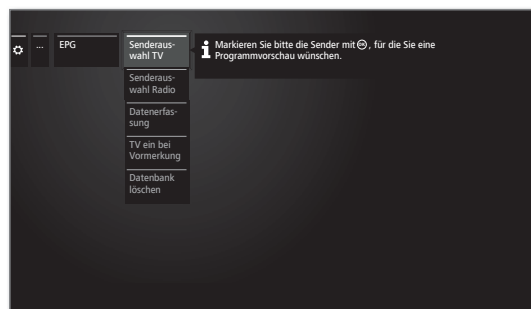 ...
EPG
Senderaus-
wahl TV
Markieren Sie bitte die Sender mit OK, für die Sie eine
Programmvorschau wünschen.
Senderaus-
wahl Radio
Datenerfas-
sung
TV ein bei
Vormerkung
Datenbank
löschen